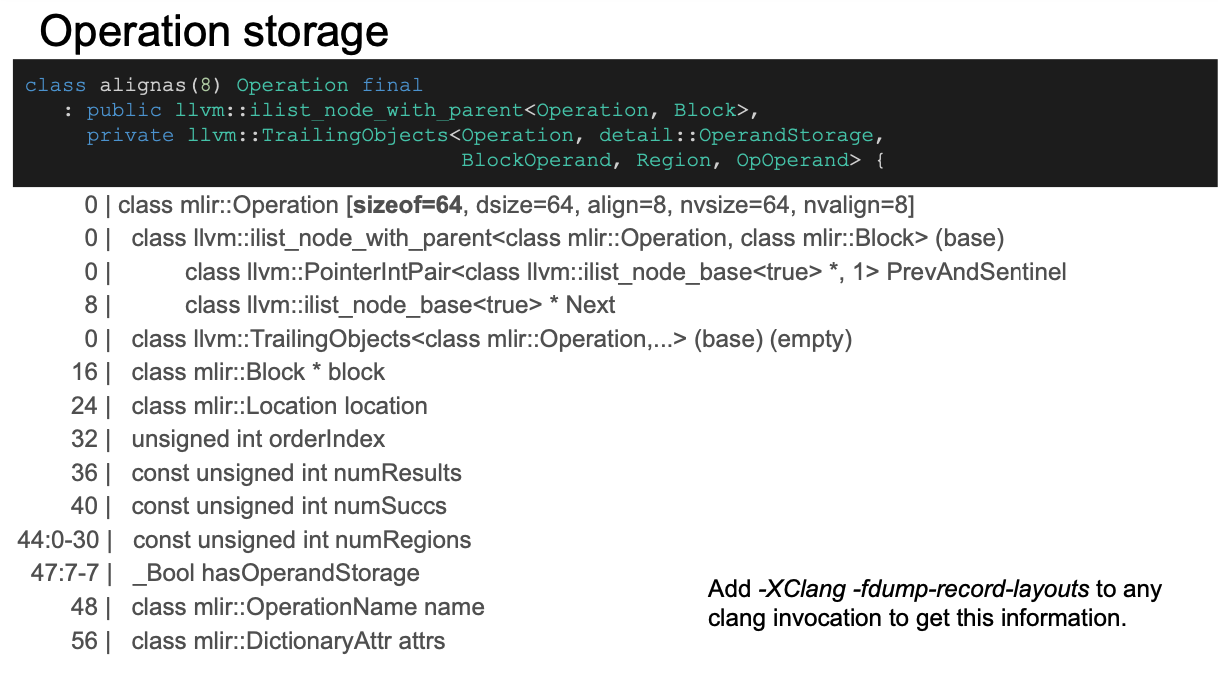 Operation storage
class alignas(8) Operation final
: public llvm::ilist_node_with_parent<Operation, Block>,
private llvm::TrailingObjects<Operation, detail::OperandStorage,
BlockOperand, Region, OpOperand> {
0 | class mlir::Operation [sizeof=64, dsize=64, align=8, nvsize=64, nvalign=8]
0 | class llvm::ilist_node_with_parent<class mlir::Operation, class mlir::Block> (base)
0 | class llvm::PointerIntPair<class llvm::ilist_node_base<true> *, 1> PrevAndSentinel
8 | class llvm::ilist_node_base<true> * Next
0 | class llvm::TrailingObjects<class mlir::Operation,...> (base) (empty)
16 | class mlir::Block * block
24 | class mlir::Location location
32 | unsigned int orderIndex
36 | const unsigned int numResults
40 | const unsigned int numSuccs
44:0-30 | const unsigned int numRegions
47:7-7 | _Bool hasOperandStorage
48 | class mlir::OperationName name
56 | class mlir::DictionaryAttr attrs
Add -XClang -fdump-record-layouts to any
clang invocation to get this information.